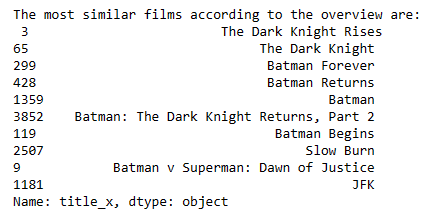 The most similar films according to the overview are:
3 The Dark Knight Rises
65 The Dark Knight
299 Batman Forever
428 Batman Returns
1359 Batman
3852 Batman: The Dark Knight Returns, Part 2
119 Batman Begins
2507 Slow Burn
9 Batman v Superman: Dawn of Justice
1181 JFK
Name: title_x, dtype: object